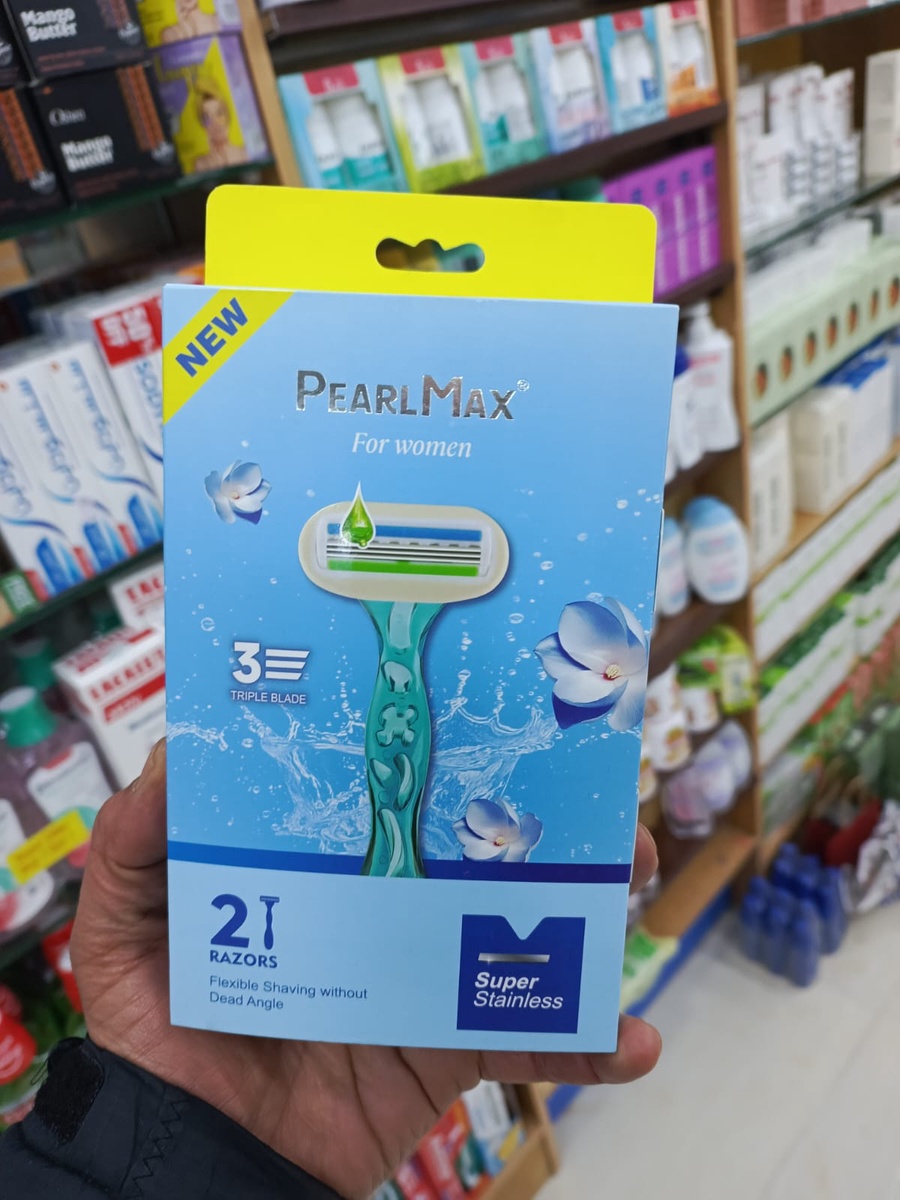 Mango
Butter
Mango
Butter
NEW
PEARLMAX®
For women
3
TRIPLE BLADE
2
RAZORS
Flexible Shaving without
Dead Angle
Super
Stainless